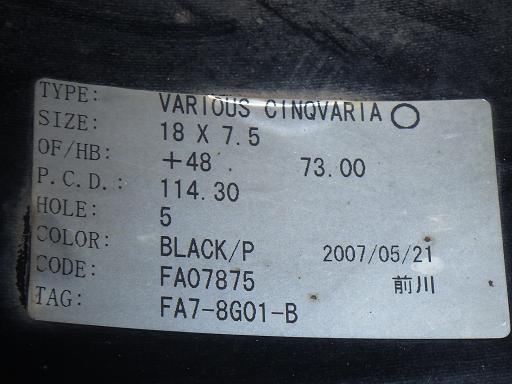 TYPE: VARIOUS CINQVARIA ○
SIZE: 18 X 7.5
OF/HB: +48 73.00
P.C.D.: 114.30
HOLE: 5
COLOR: BLACK/P 2007/05/21
CODE: FA07875 前川
TAG: FA7-8G01-B